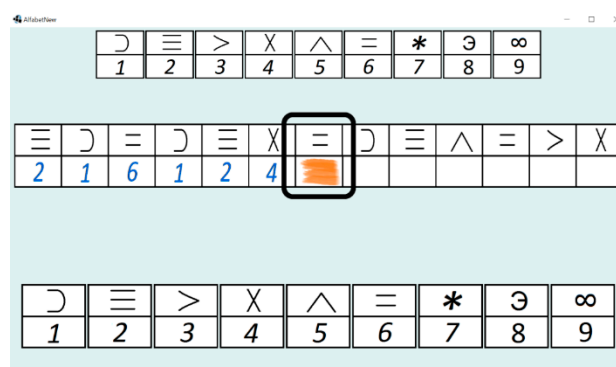 AlfabetNeer
⊃ ☰ > X ∧ = * Э ∞
1 2 3 4 5 6 7 8 9
☰ ⊃ = ⊃ ☰ X = ⊃ ☰ ∧ = > X
2 1 6 1 2 4
⊃ ☰ > X ∧ = * Э ∞
1 2 3 4 5 6 7 8 9